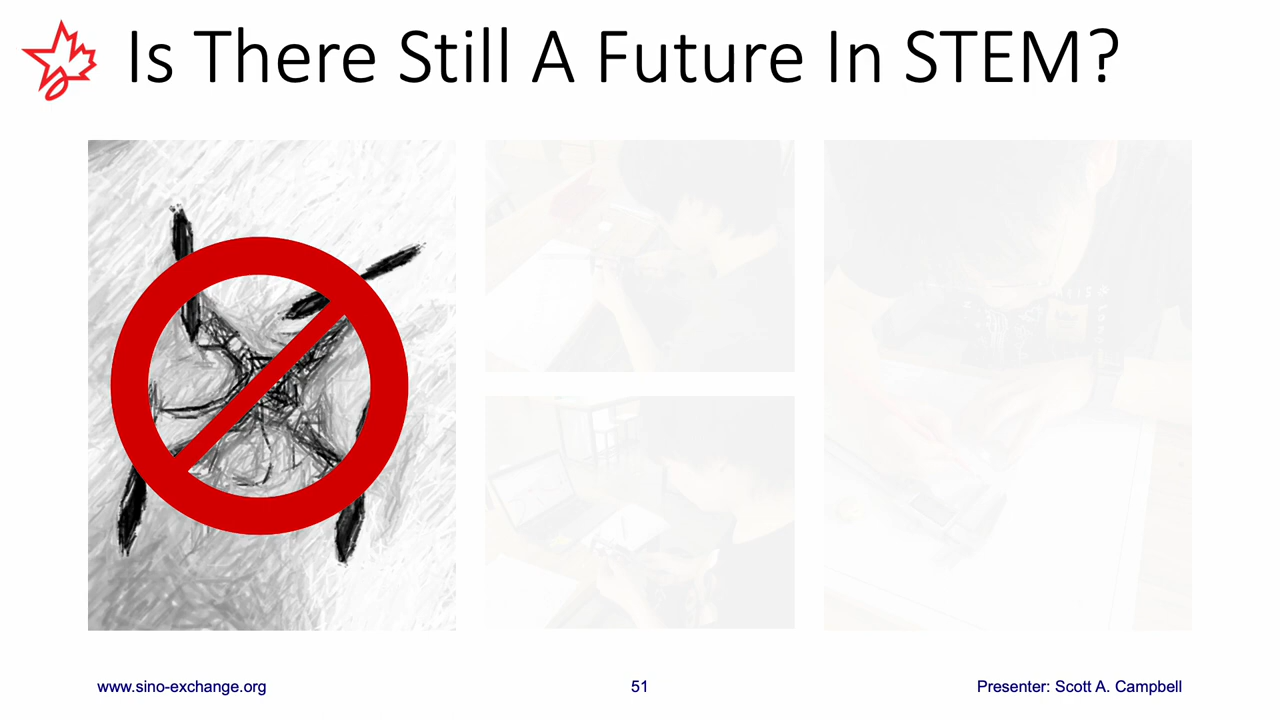 Is There Still A Future In STEM?
www.sino-exchange.org
51
Presenter: Scott A. Campbell